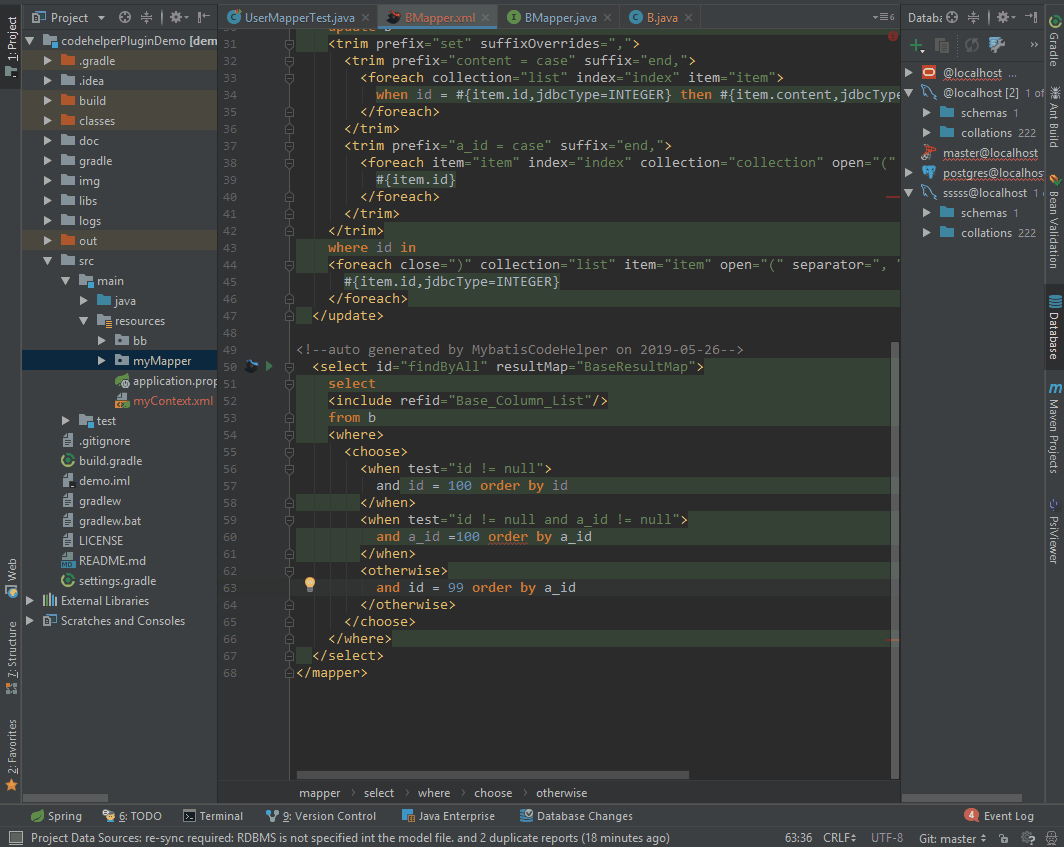 1: Project
Project
UserMapperTest.java
BMapper.xml
BMapper.java
B.java
6
Databa
codehelperPluginDemo [dem
.gradle
.idea
build
classes
doc
gradle
img
libs
logs
out
src
main
java
resources
bb
myMapper
application.prop
myContext.xml
test
.gitignore
build.gradle
demo.iml
gradlew
gradlew.bat
LICENSE
README.md
settings.gradle
External Libraries
Scratches and Consoles
Web
7: Structure
2: Favorites
31 <trim prefix="set" suffixOverrides=",">
32 <trim prefix="content = case" suffix="end,">
33 <foreach collection="list" index="index" item="item">
34 when id = #{item.id,jdbcType=INTEGER} then #{item.content,jdbcType
35 </foreach>
36 </trim>
37 <trim prefix="a_id = case" suffix="end,">
38 <foreach item="item" index="index" collection="collection" open="("
39 #{item.id}
40 </foreach>
41 </trim>
42 </trim>
43 where id in
44 <foreach close=")" collection="list" item="item" open="(" separator=", "
45 #{item.id,jdbcType=INTEGER}
46 </foreach>
47 </update>
48
49 <!--auto generated by MybatisCodeHelper on 2019-05-26-->
50 <select id="findByAll" resultMap="BaseResultMap">
51 select
52 <include refid="Base_Column_List"/>
53 from b
54 <where>
55 <choose>
56 <when test="id != null">
57 and id = 100 order by id
58 </when>
59 <when test="id != null and a_id != null">
60 and a_id =100 order by a_id
61 </when>
62 <otherwise>
63 and id = 99 order by a_id
64 </otherwise>
65 </choose>
66 </where>
67 </select>
68 </mapper>
mapper
select
where
choose
otherwise
@localhost ...
@localhost [2] 1 of
schemas 1
collations 222
master@localhost
postgres@localhos
sssss@localhost 1
schemas 1
collations 222
Gradle
Ant Build
Bean Validation
Database
Maven Projects
PsiViewer
Spring
6: TODO
Terminal
9: Version Control
Java Enterprise
Database Changes
4 Event Log
Project Data Sources: re-sync required: RDBMS is not specified int the model file. and 2 duplicate reports (18 minutes ago)
63:36
CRLF
UTF-8
Git: master